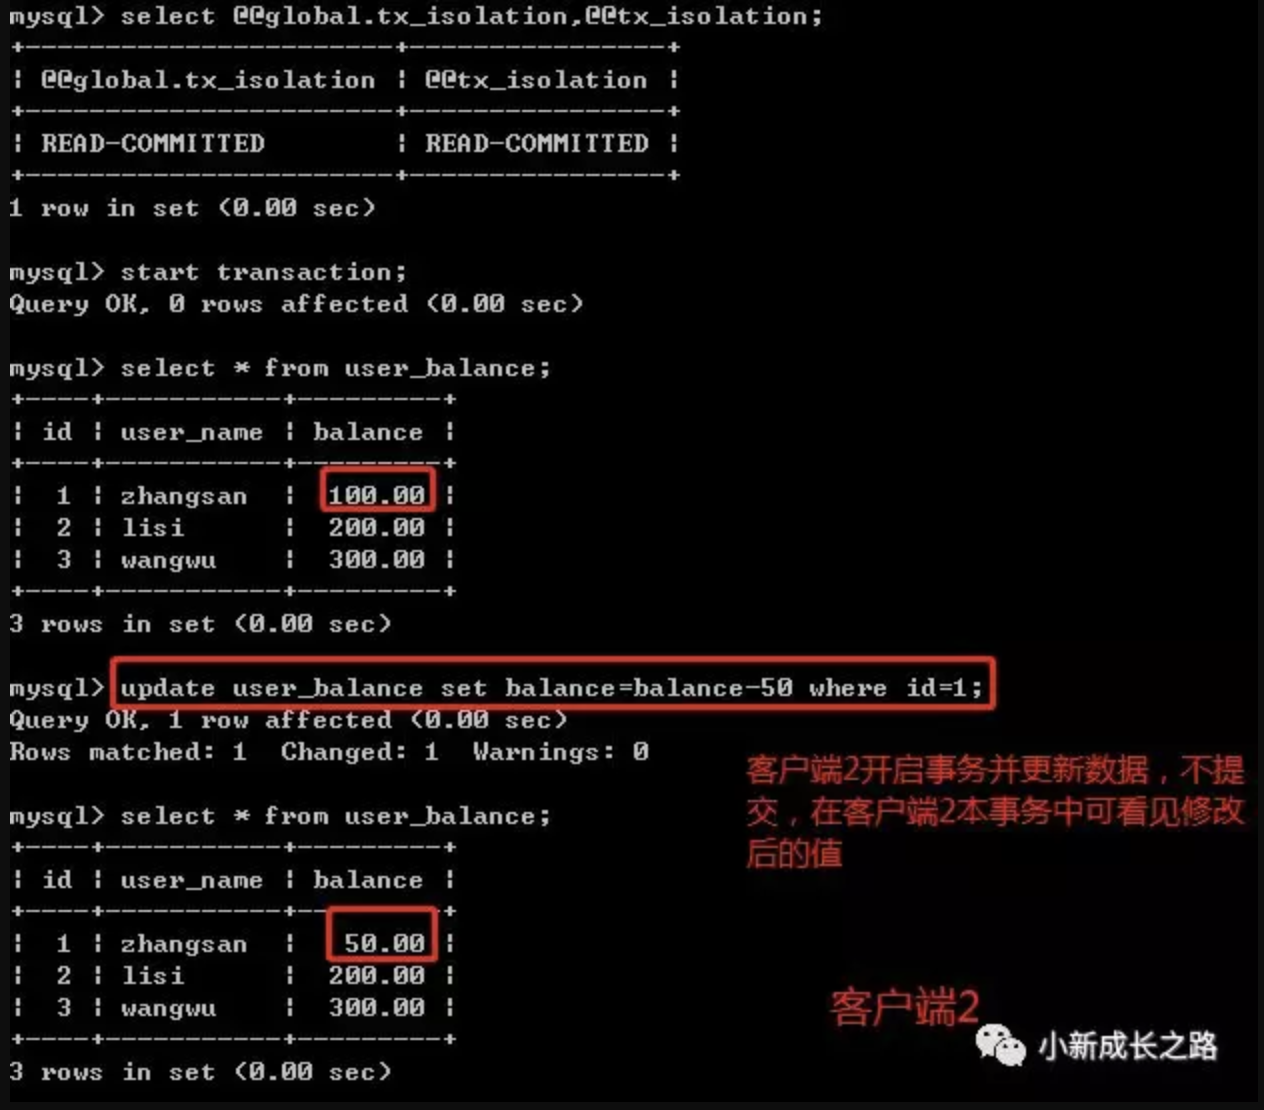 mysql> select @@global.tx_isolation,@@tx_isolation;
+-----------------------+----------------+
| @@global.tx_isolation | @@tx_isolation |
+-----------------------+----------------+
| READ-COMMITTED        | READ-COMMITTED |
+-----------------------+----------------+
1 row in set (0.00 sec)
mysql> start transaction;
Query OK, 0 rows affected (0.00 sec)
mysql> select * from user_balance;
+----+-----------+---------+
| id | user_name | balance |
+----+-----------+---------+
|  1 | zhangsan  |  100.00 |
|  2 | lisi      |  200.00 |
|  3 | wangwu    |  300.00 |
+----+-----------+---------+
3 rows in set (0.00 sec)
mysql> update user_balance set balance=balance-50 where id=1;
Query OK, 1 row affected (0.00 sec)
Rows matched: 1  Changed: 1  Warnings: 0
客户端2开启事务并更新数据，不提
交，在客户端2本事务中可看见修改
后的值
mysql> select * from user_balance;
+----+-----------+---------+
| id | user_name | balance |
+----+-----------+---------+
|  1 | zhangsan  |   50.00 |
|  2 | lisi      |  200.00 |
|  3 | wangwu    |  300.00 |
+----+-----------+---------+
3 rows in set (0.00 sec)
客户端2
小新成长之路